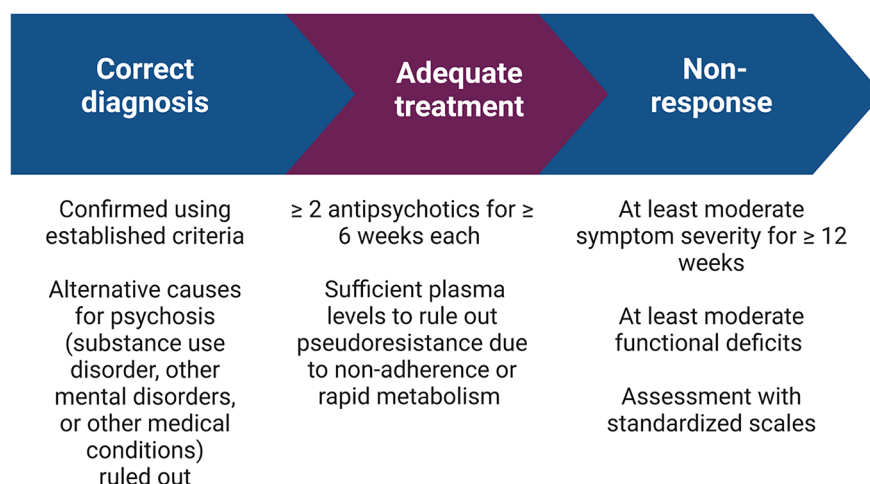 Correct
diagnosis
Adequate
treatment
Non-
response
Confirmed using
established criteria
Alternative causes
for psychosis
(substance use
disorder, other
mental disorders,
or other medical
conditions)
ruled out
≥ 2 antipsychotics for ≥
6 weeks each
Sufficient plasma
levels to rule out
pseudoresistance due
to non-adherence or
rapid metabolism
At least moderate
symptom severity for ≥ 12
weeks
At least moderate
functional deficits
Assessment with
standardized scales